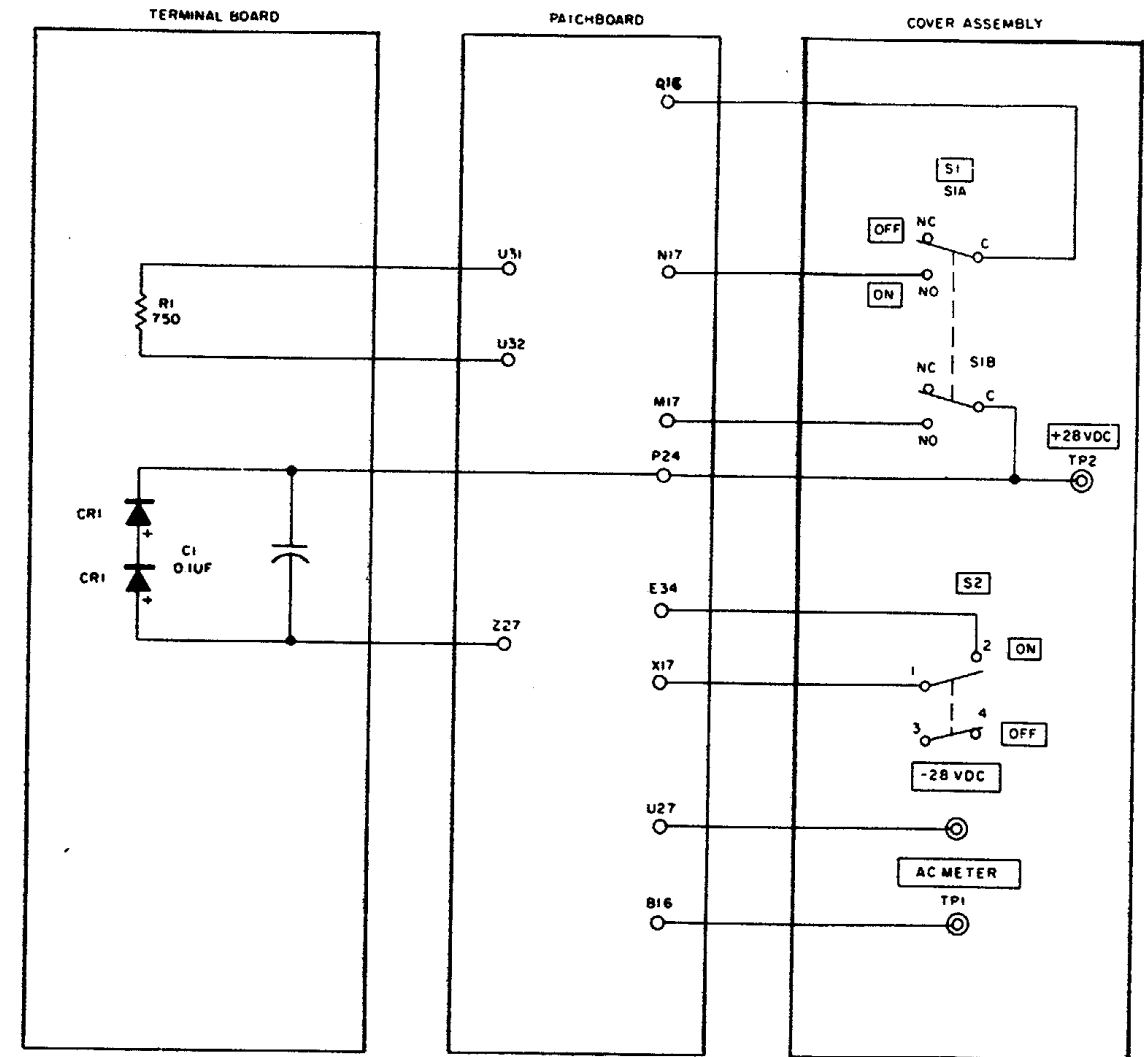 TERMINAL BOARD
PATCHBOARD
COVER ASSEMBLY
S1
S1A
OFF
NC
C
U31
N17
ON
NO
R1
750
U32
NC
S1B
C
M17
NO
+28 VDC
P24
TP2
CR1
C1
0.1UF
CR1
E34
S2
Z27
2
ON
X17
1
3
4
OFF
-28 VDC
U27
AC METER
B16
TP1